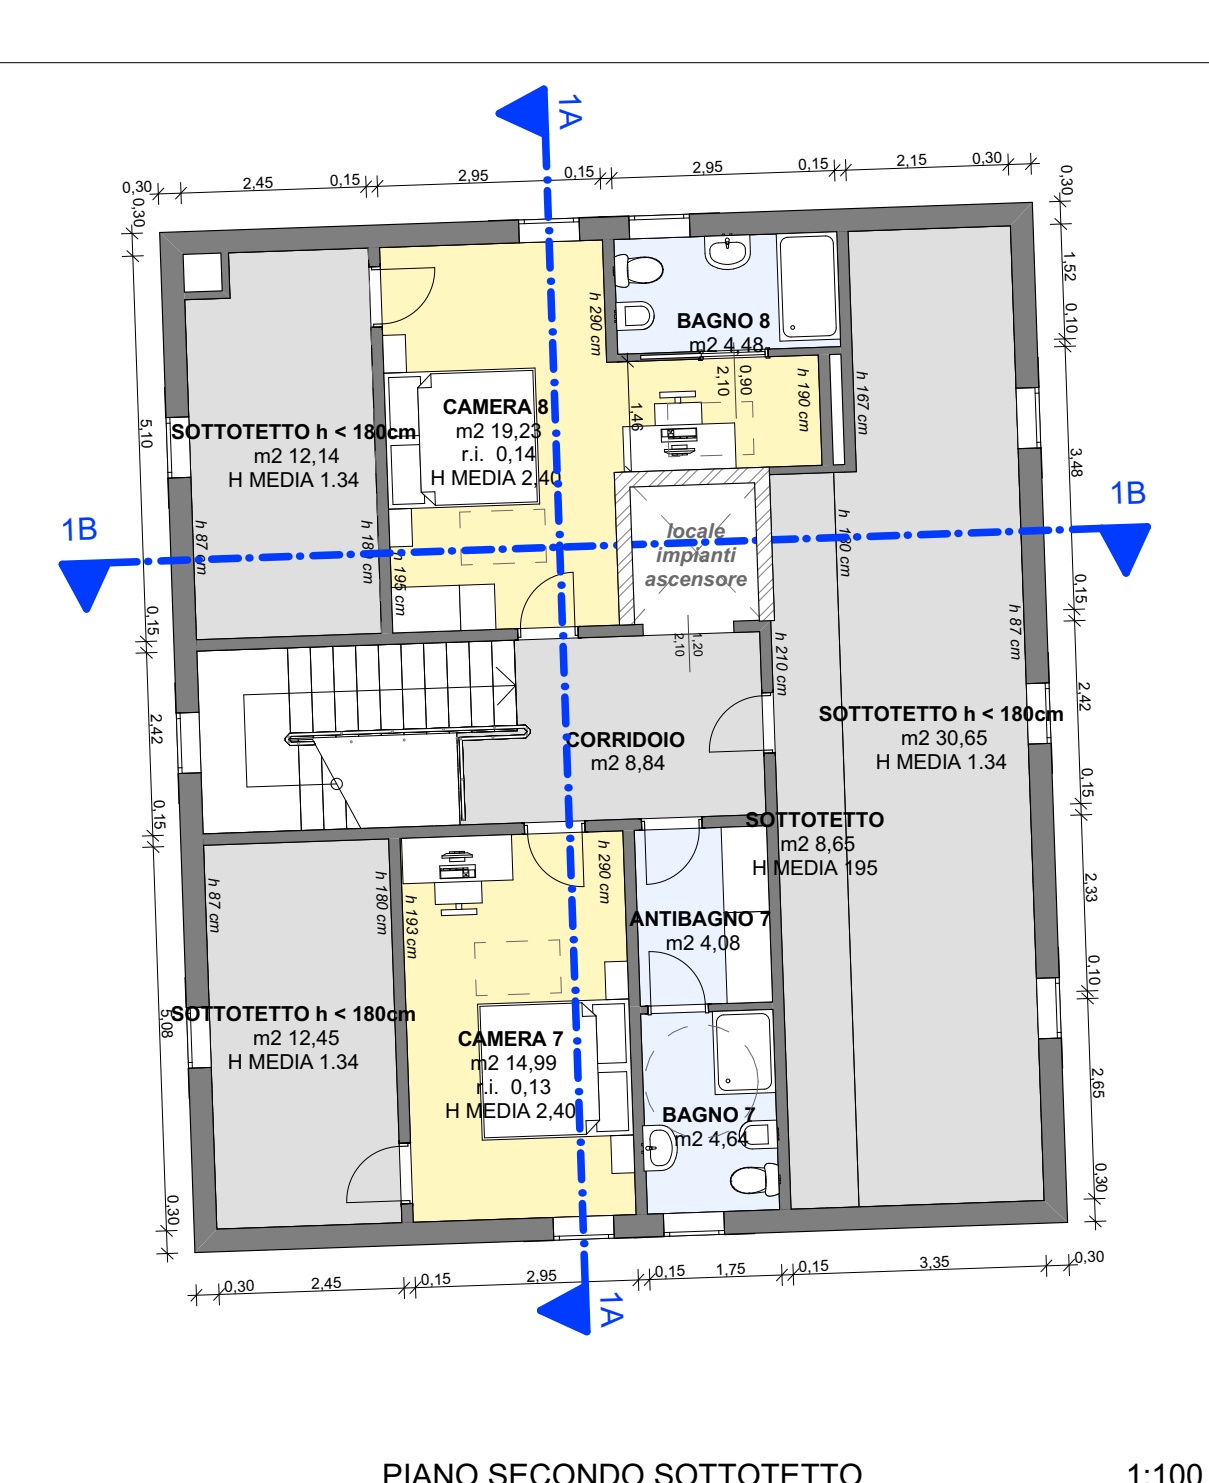 1A
0,30
2,45
0,15
2,95
0,15
2,95
0,15
2,15
0,30
0,30
0,30
1,52
0,10
3,48
0,15
2,42
0,15
2,33
0,10
2,65
0,30
5,10
0,15
2,42
0,15
5,08
0,30
h 290 cm
BAGNO 8
m2 4,48
0,90
2,10
1,46
h 190 cm
h 167 cm
CAMERA 8
m2 19,23
r.i. 0,14
H MEDIA 2,40
SOTTOTETTO h < 180cm
m2 12,14
H MEDIA 1.34
h 87 cm
h 180 cm
h 195 cm
1B
1B
locale
impianti
ascensore
h 180 cm
h 87 cm
1,20
2,10
h 210 cm
SOTTOTETTO h < 180cm
m2 30,65
H MEDIA 1.34
CORRIDOIO
m2 8,84
SOTTOTETTO
m2 8,65
H MEDIA 195
h 87 cm
h 180 cm
h 193 cm
h 290 cm
ANTIBAGNO 7
m2 4,08
SOTTOTETTO h < 180cm
m2 12,45
H MEDIA 1.34
CAMERA 7
m2 14,99
r.i. 0,13
H MEDIA 2,40
BAGNO 7
m2 4,64
0,30
2,45
0,15
2,95
0,15
1,75
0,15
3,35
0,30
1A
PIANO SECONDO SOTTOTETTO
1:100